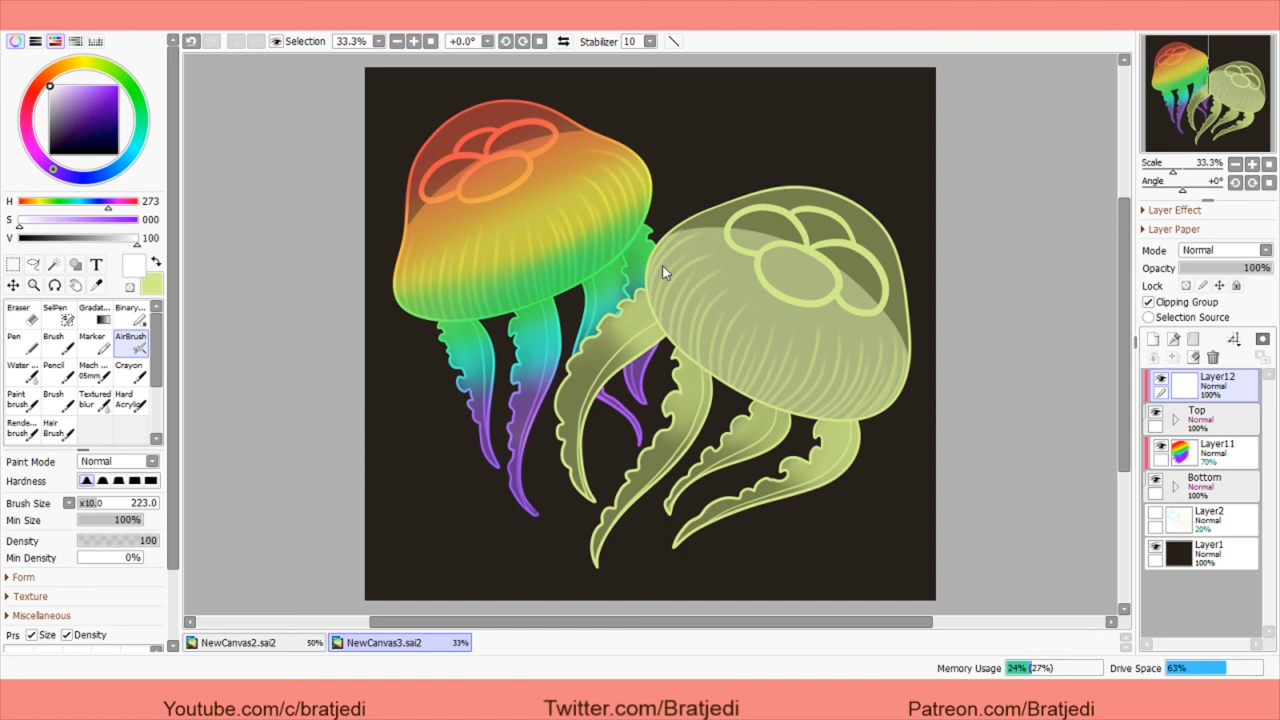 Selection 33.3% +0.0° Stabilizer 10
H 273
S 000
V 100
T
Eraser SelPen Gradat... Binary...
Pen Brush Marker AirBrush
Water ... Pencil Mech ... 05mm Crayon
Paint brush Brush Textured blur Hard Acrylic
Rende... brush Hair Brush
Paint Mode Normal
Hardness
Brush Size x10.0 223.0
Min Size 100%
Density 100
Min Density 0%
Form
Texture
Miscellaneous
Prs Size Density
NewCanvas2.sai2 50% NewCanvas3.sai2 33%
Scale 33.3%
Angle +0°
Layer Effect
Layer Paper
Mode Normal
Opacity 100%
Lock
Clipping Group
Selection Source
Layer12
Normal
100%
Top
Normal
100%
Layer11
Normal
70%
Bottom
Normal
100%
Layer2
Normal
20%
Layer1
Normal
100%
Memory Usage 24% (27%) Drive Space 63%
Youtube.com/c/bratjedi Twitter.com/Bratjedi Patreon.com/Bratjedi